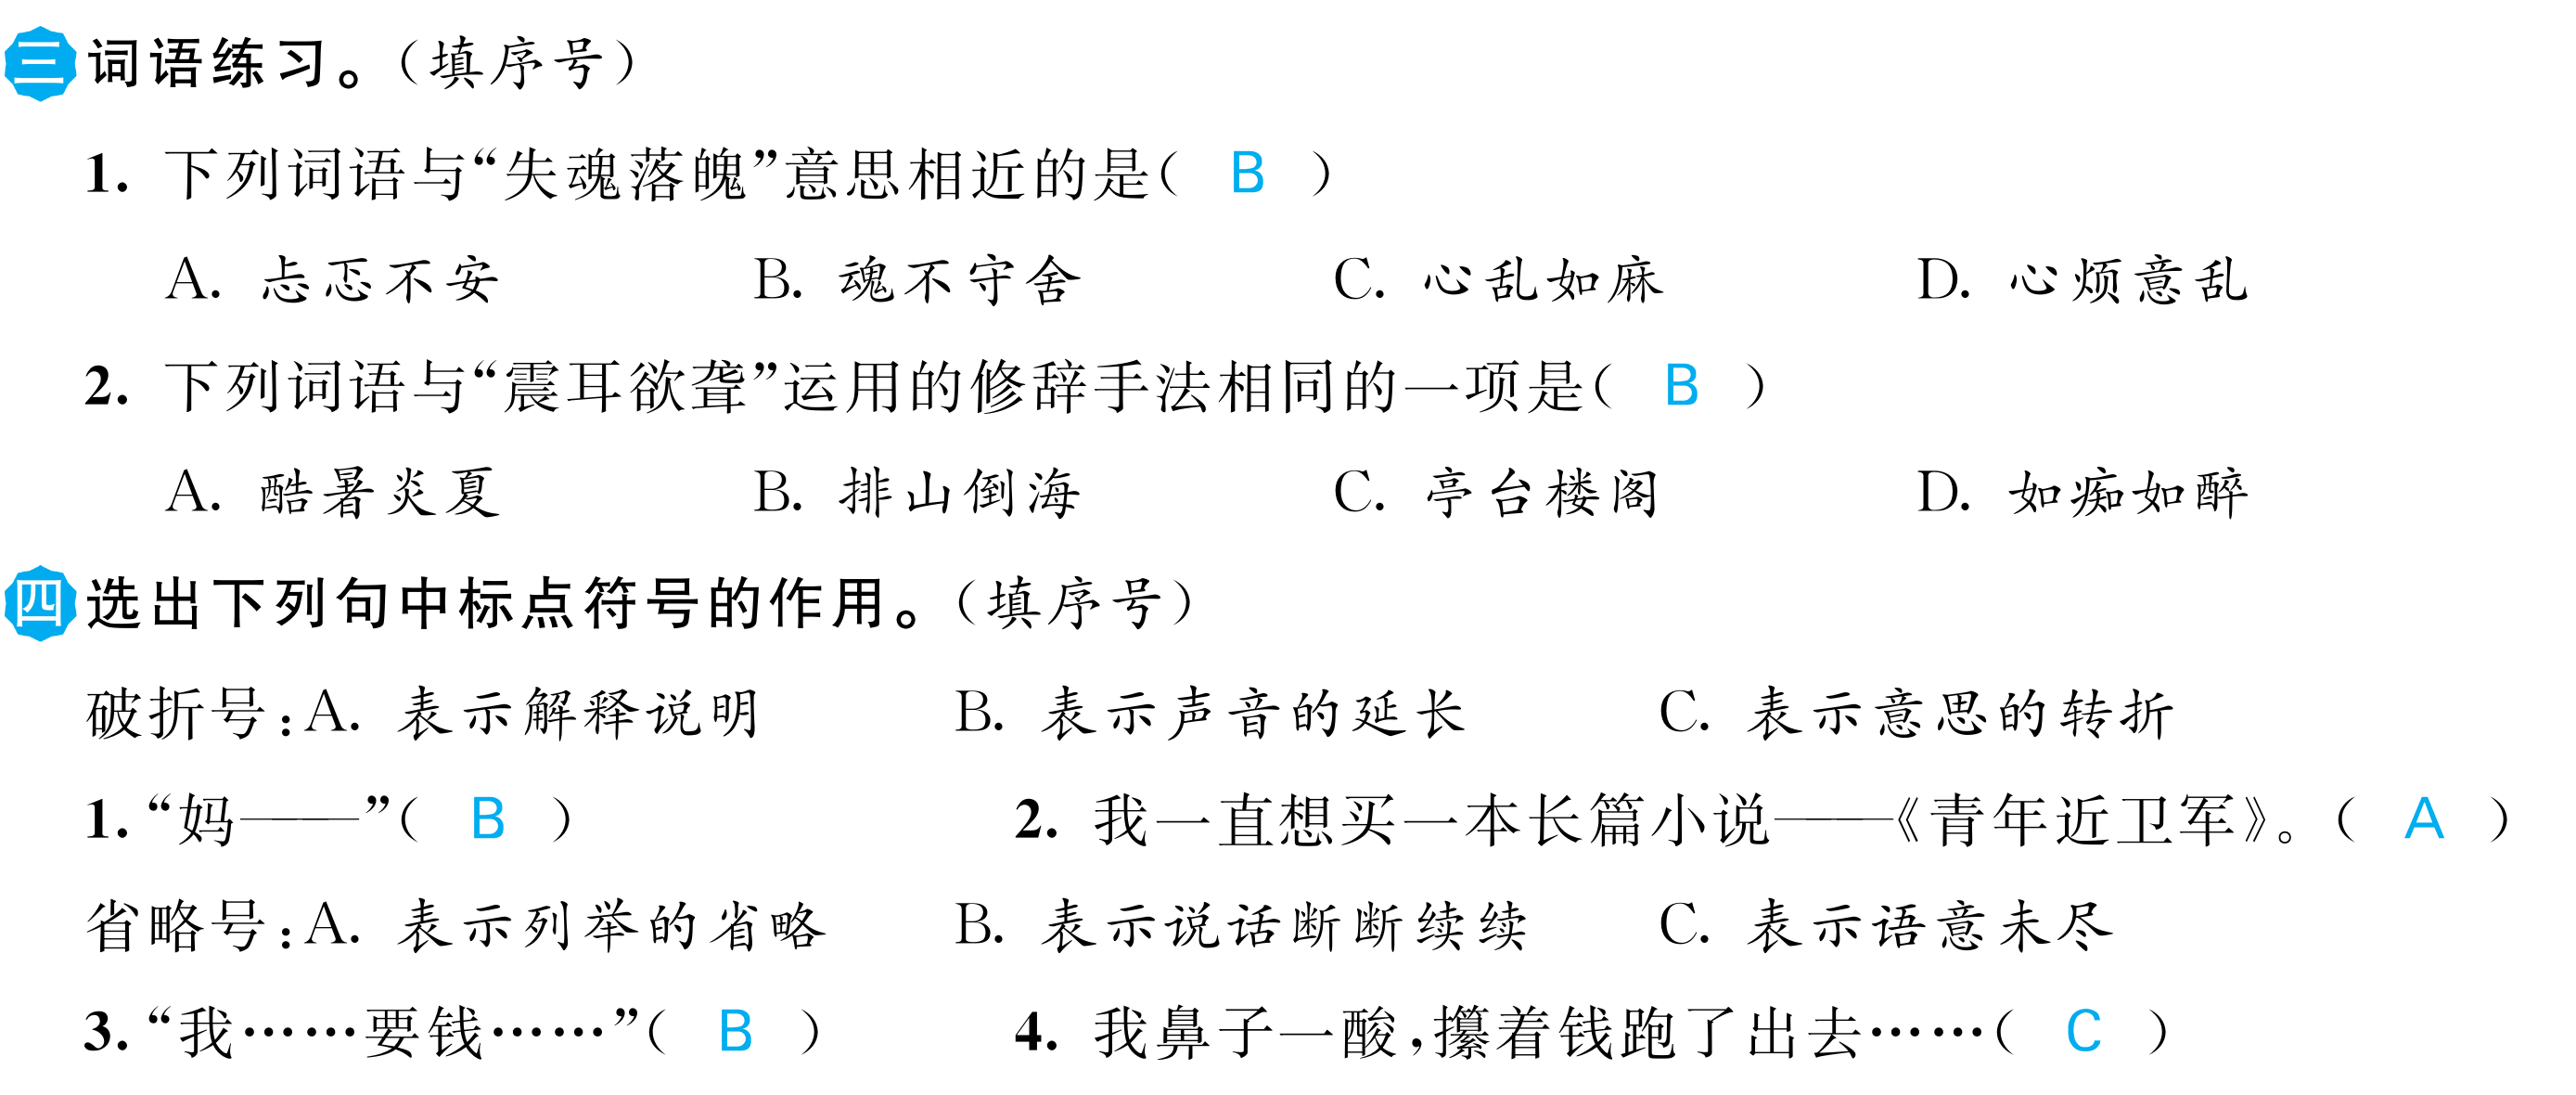 三 词语练习。（填序号）
1. 下列词语与“失魂落魄”意思相近的是（ B ）
A. 忐忑不安 B. 魂不守舍 C. 心乱如麻 D. 心烦意乱
2. 下列词语与“震耳欲聋”运用的修辞手法相同的一项是（ B ）
A. 酷暑炎夏 B. 排山倒海 C. 亭台楼阁 D. 如痴如醉
四 选出下列句中标点符号的作用。（填序号）
破折号：A. 表示解释说明 B. 表示声音的延长 C. 表示意思的转折
1. “妈——”（ B ） 2. 我一直想买一本长篇小说——《青年近卫军》。（ A ）
省略号：A. 表示列举的省略 B. 表示说话断断续续 C. 表示语意未尽
3. “我……要钱……”（ B ） 4. 我鼻子一酸，攥着钱跑了出去……（ C ）